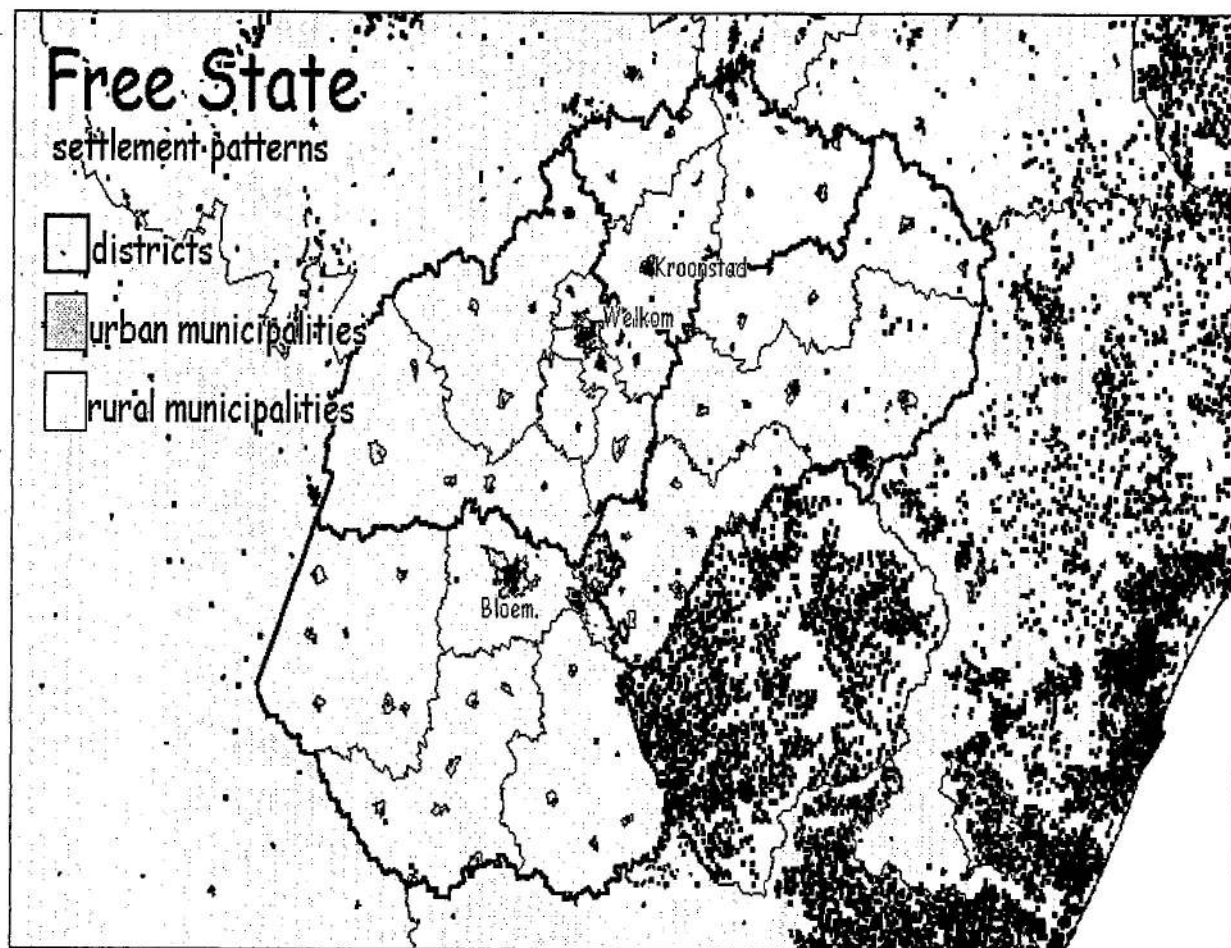 Free State
settlement patterns
districts
urban municipalities
rural municipalities
Kroonstad
Welkom
Bloem.